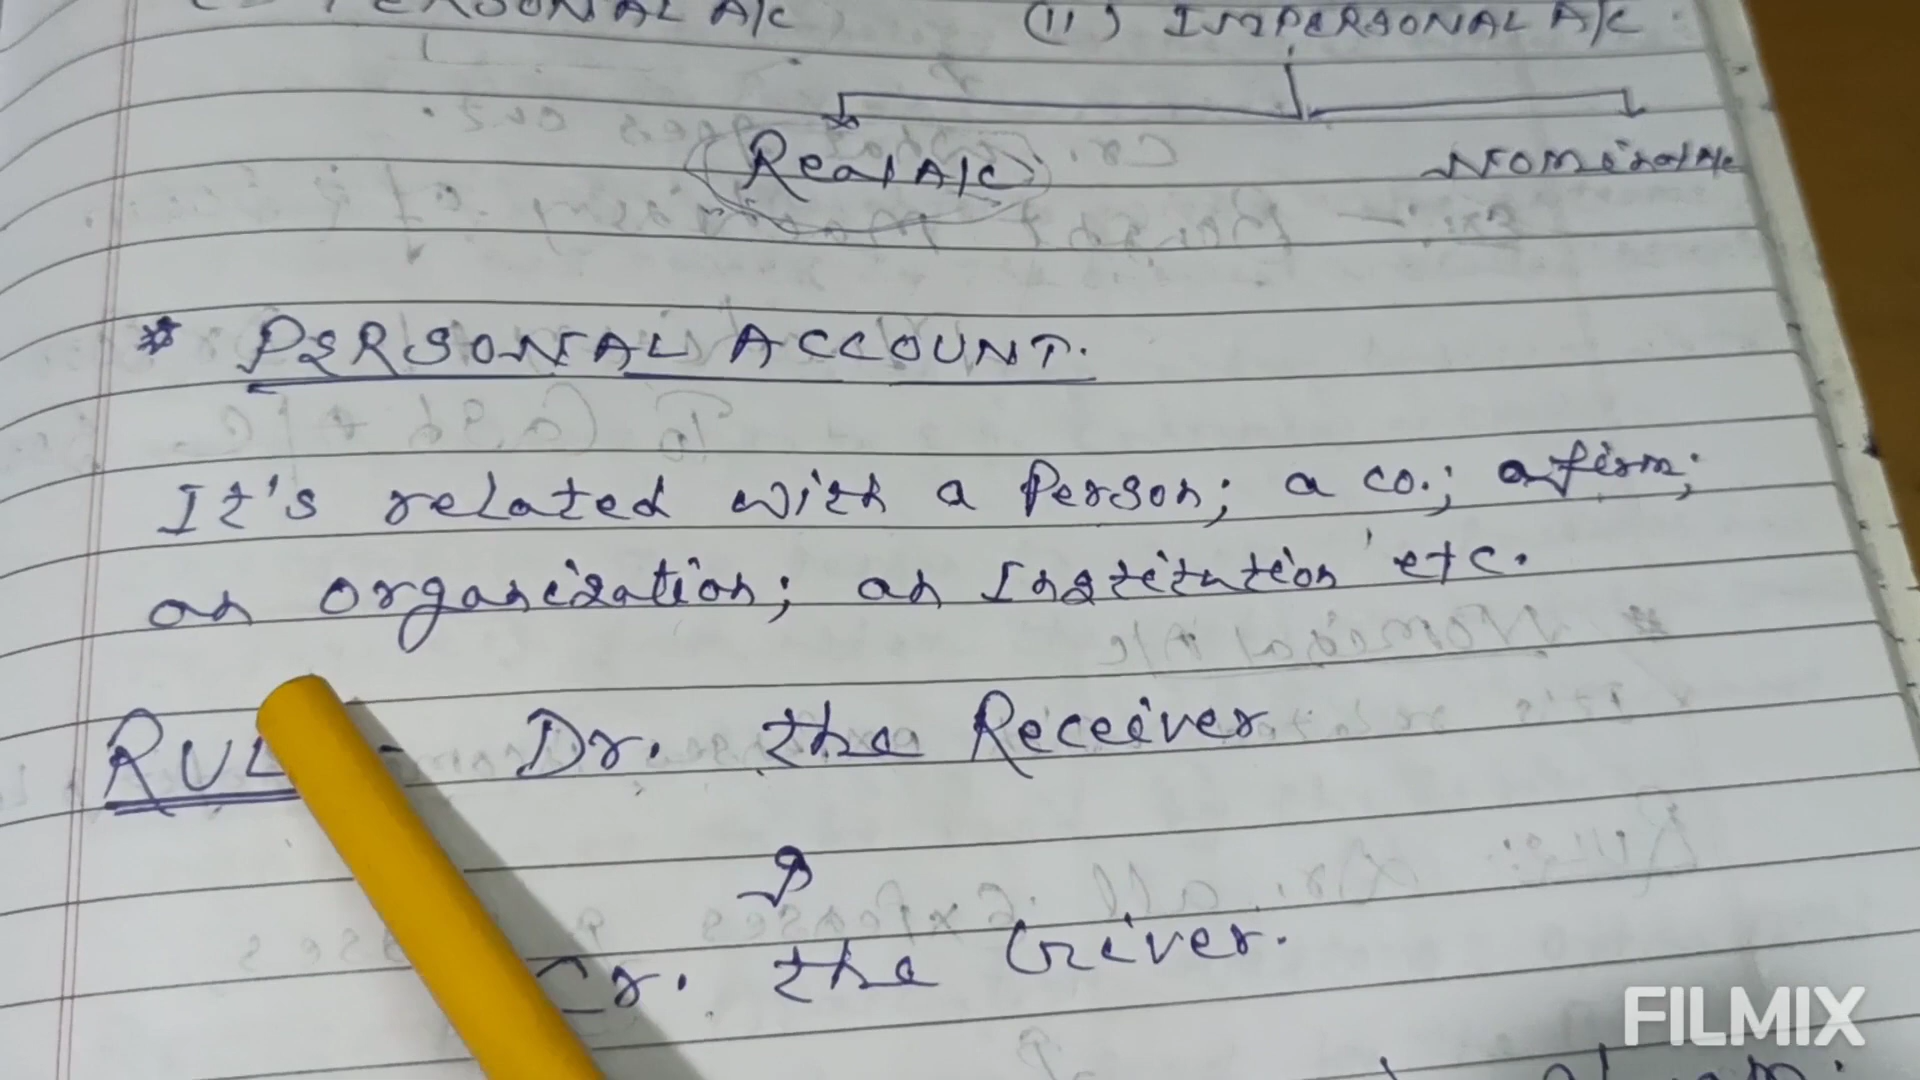 PERSONAL A/c (ii) IMPERSONAL A/c
Real A/c Nominal A/c
* PERSONAL ACCOUNT.
It's related with a Person; a co.; a firm;
an organization; an Institution etc.
RUL - Dr. the Receiver
&
Cr. the Giver.
FILMIX